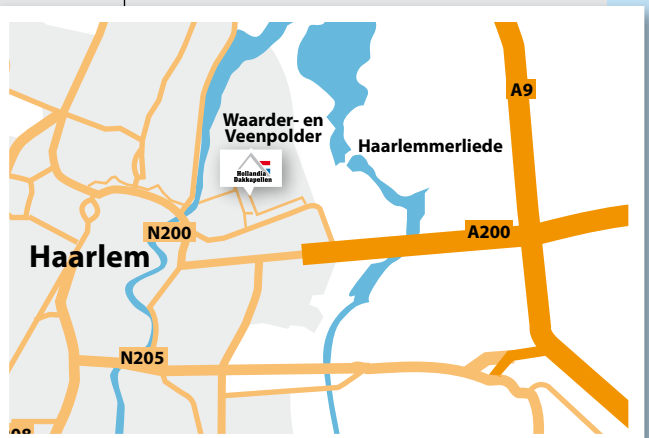 A9
Waarder- en
Veenpolder
Haarlemmerliede
Hollandia
Dakkapellen
N200
A200
Haarlem
N205